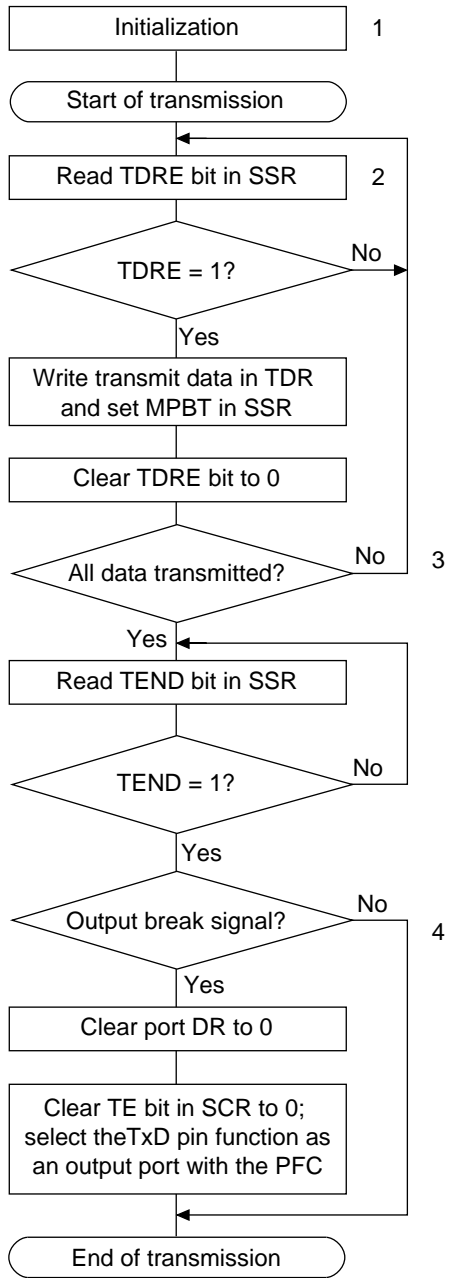 Initialization 1
Start of transmission
Read TDRE bit in SSR 2
TDRE = 1? No
Yes
Write transmit data in TDR
and set MPBT in SSR
Clear TDRE bit to 0
All data transmitted? No 3
Yes
Read TEND bit in SSR
TEND = 1? No
Yes
Output break signal? No 4
Yes
Clear port DR to 0
Clear TE bit in SCR to 0;
select theTxD pin function as
an output port with the PFC
End of transmission